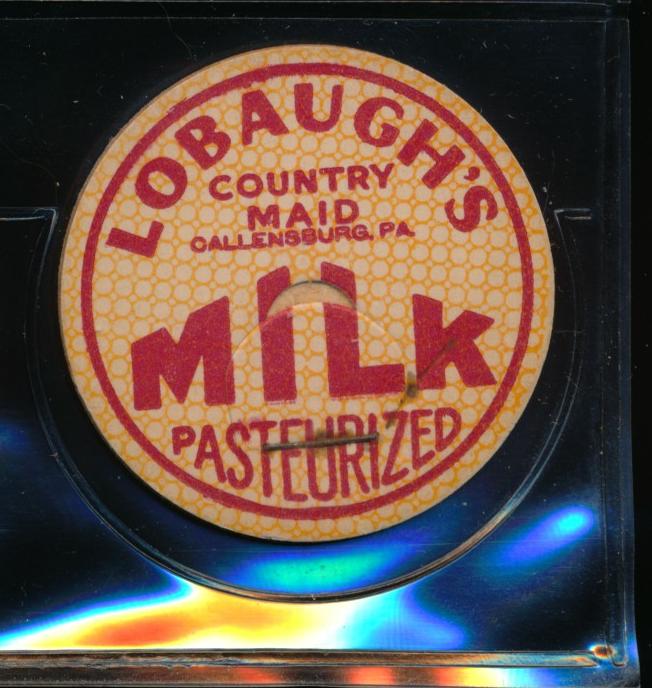 LOBAUGH'S
COUNTRY
MAID
CALLENSBURG, PA.
MILK
PASTEURIZED